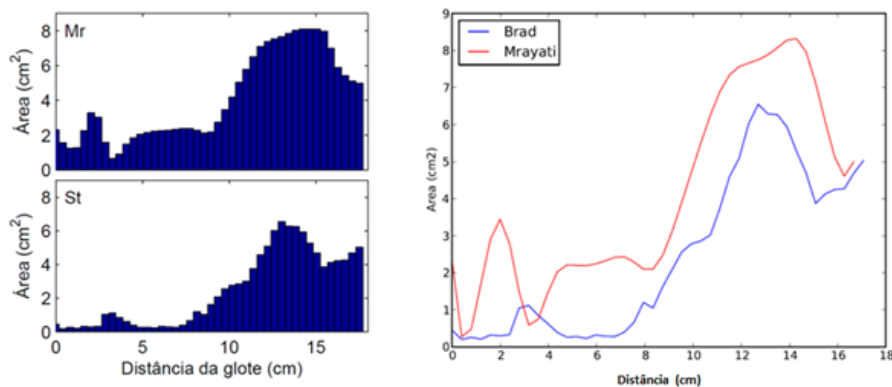 Mr
Área (cm²)
8
6
4
2
0
St
Área (cm²)
8
6
4
2
0
0 5 10 15
Distância da glote (cm)
Brad
Mrayati
Area (cm2)
9
8
7
6
5
4
3
2
1
0
0 2 4 6 8 10 12 14 16 18
Distância (cm)